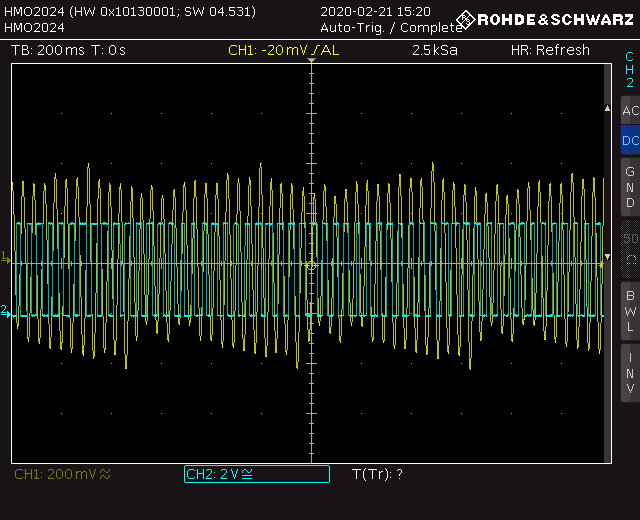 HMO2024 (HW 0x10130001; SW 04.531)
2020-02-21 15:20
ROHDE&SCHWARZ
HMO2024
Auto-Trig. / Complete
TB: 200 ms T: 0 s
CH1: -20 mV AL
2.5 kSa
HR: Refresh
CH2
AC
DC
GND
50 Ω
BWL
INV
1
2
CH1: 200 mV
CH2: 2 V
T(Tr): ?